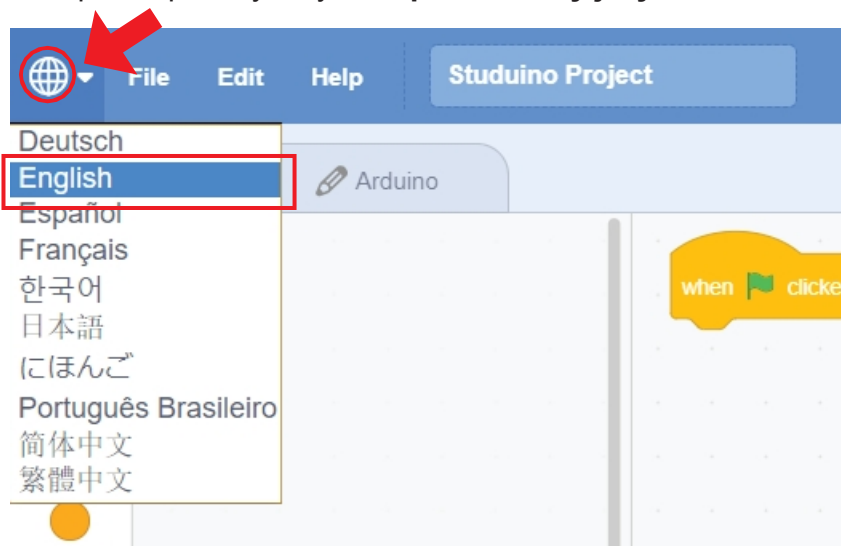 File Edit Help Studuino Project
Deutsch
English
Arduino
Español
Français
한국어
日本語
にほんご
Português Brasileiro
简体中文
繁體中文
when clicke